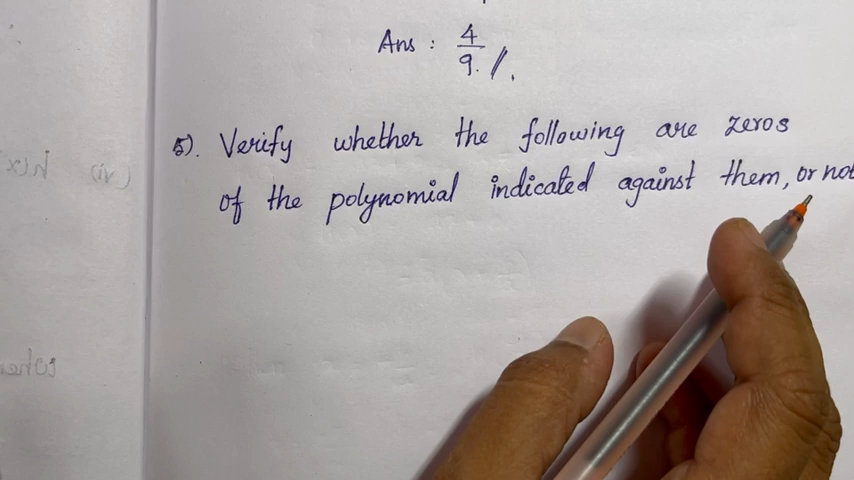 Ans : 4/9 //.
5). Verify whether the following are zeros
of the polynomial indicated against them, or not